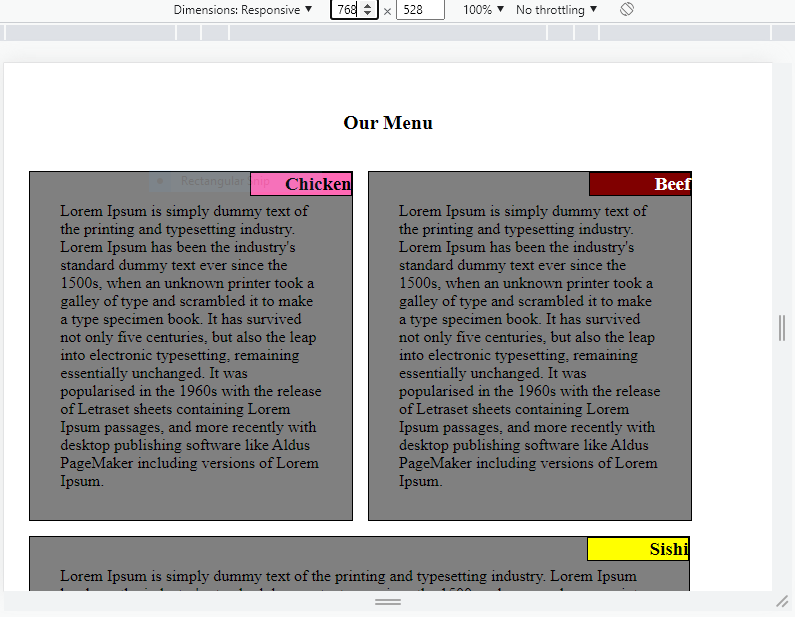 Dimensions: Responsive ▼ 768 × 528 100% ▼ No throttling ▼
Our Menu
Rectangular Snip
Chicken
Lorem Ipsum is simply dummy text of
the printing and typesetting industry.
Lorem Ipsum has been the industry's
standard dummy text ever since the
1500s, when an unknown printer took a
galley of type and scrambled it to make
a type specimen book. It has survived
not only five centuries, but also the leap
into electronic typesetting, remaining
essentially unchanged. It was
popularised in the 1960s with the release
of Letraset sheets containing Lorem
Ipsum passages, and more recently with
desktop publishing software like Aldus
PageMaker including versions of Lorem
Ipsum.
Beef
Lorem Ipsum is simply dummy text of
the printing and typesetting industry.
Lorem Ipsum has been the industry's
standard dummy text ever since the
1500s, when an unknown printer took a
galley of type and scrambled it to make
a type specimen book. It has survived
not only five centuries, but also the leap
into electronic typesetting, remaining
essentially unchanged. It was
popularised in the 1960s with the release
of Letraset sheets containing Lorem
Ipsum passages, and more recently with
desktop publishing software like Aldus
PageMaker including versions of Lorem
Ipsum.
Sishi
Lorem Ipsum is simply dummy text of the printing and typesetting industry. Lorem Ipsum